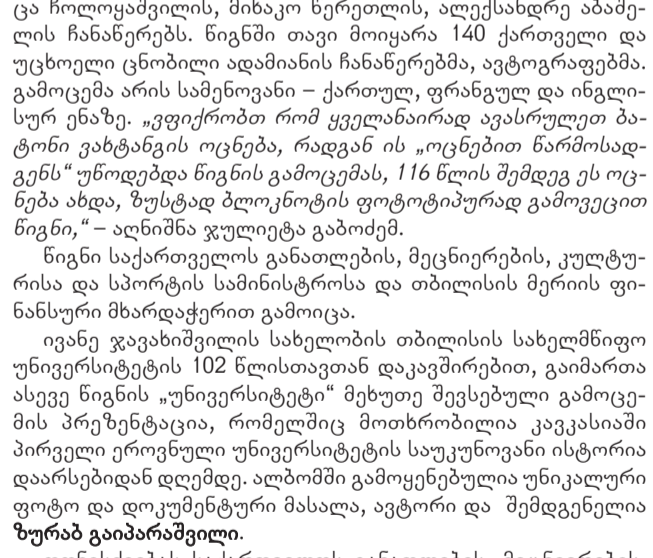 ცა ჩოლოყაშვილის, მიხაკო წერეთლის, ალექსანდრე აბაშე-
ლის ჩანაწერებს. წიგნში თავი მოიყარა 140 ქართველი და
უცხოელი ცნობილი ადამიანის ჩანაწერებმა, ავტოგრაფებმა.
გამოცემა არის სამენოვანი – ქართულ, ფრანგულ და ინგლი-
სურ ენაზე. „ვფიქრობთ რომ ყველანაირად ავასრულეთ ბა-
ტონი ვახტანგის ოცნება, რადგან ის „ოცნებით წარმოსად-
გენს“ უწოდებდა წიგნის გამოცემას, 116 წლის შემდეგ ეს ოც-
ნება ახდა, ზუსტად ბლოკნოტის ფოტოტიპურად გამოვეცით
წიგნი,“ – აღნიშნა ჯულიეტა გაბოძემ.
წიგნი საქართველოს განათლების, მეცნიერების, კულტუ-
რისა და სპორტის სამინისტროსა და თბილისის მერიის ფი-
ნანსური მხარდაჭერით გამოიცა.
ივანე ჯავახიშვილის სახელობის თბილისის სახელმწიფო
უნივერსიტეტის 102 წლისთავთან დაკავშირებით, გაიმართა
ასევე წიგნის „უნივერსიტეტი“ მეხუთე შევსებული გამოცე-
მის პრეზენტაცია, რომელშიც მოთხრობილია კავკასიაში
პირველი ეროვნული უნივერსიტეტის საუკუნოვანი ისტორია
დაარსებიდან დღემდე. ალბომში გამოყენებულია უნიკალური
ფოტო და დოკუმენტური მასალა, ავტორი და შემდგენელია
ზურაბ გაიპარაშვილი.